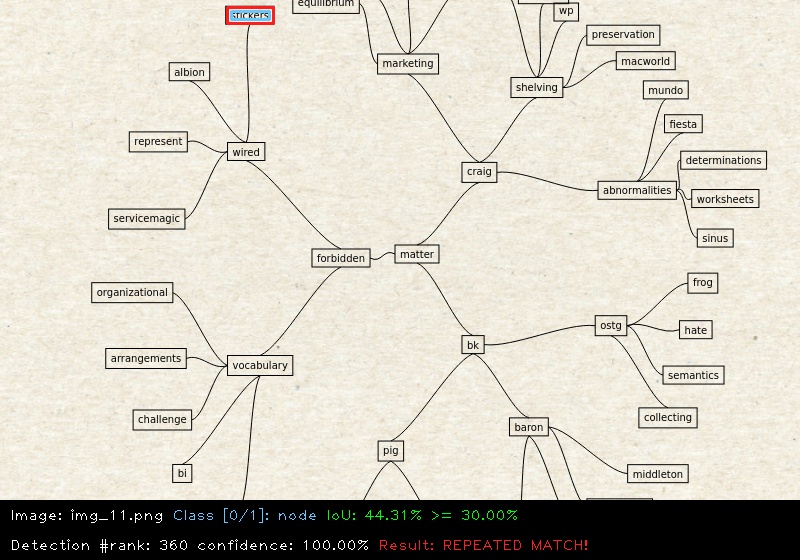 stickers
equilibrium
wp
preservation
marketing
macworld
albion
shelving
mundo
fiesta
represent
wired
determinations
craig
abnormalities
worksheets
servicemagic
sinus
forbidden
matter
frog
organizational
ostg
hate
bk
arrangements
vocabulary
semantics
challenge
collecting
baron
pig
bi
middleton
Image: img_11.png Class [0/1]: node IoU: 44.31% >= 30.00%
Detection #rank: 360 confidence: 100.00% Result: REPEATED MATCH!